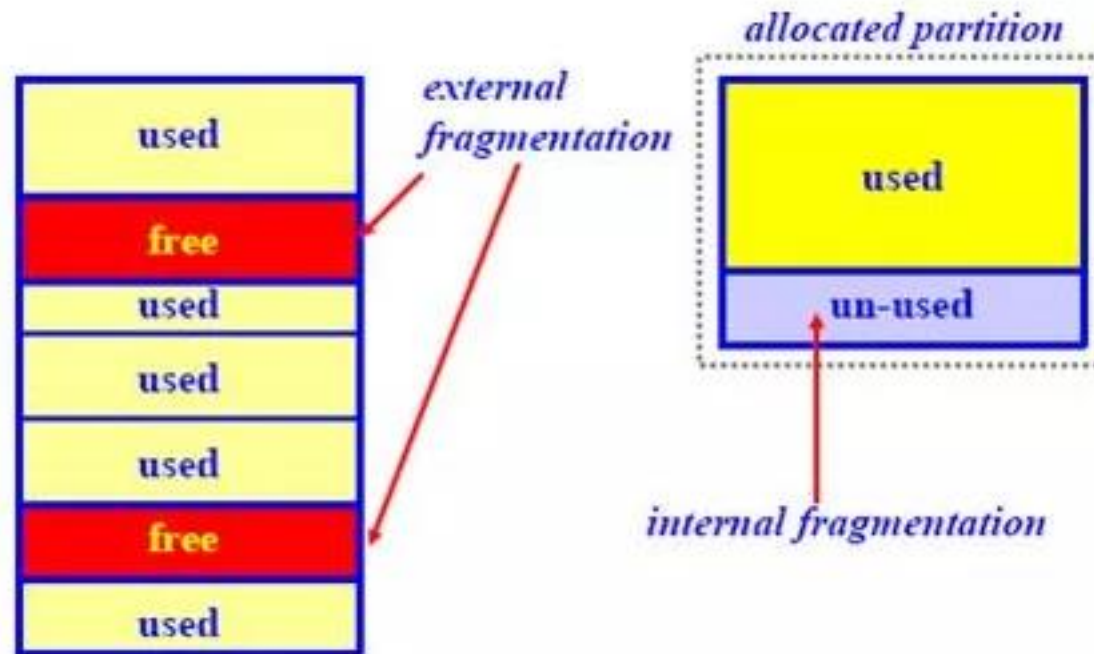 used
free
used
used
used
free
used
external
fragmentation
allocated partition
used
un-used
internal fragmentation